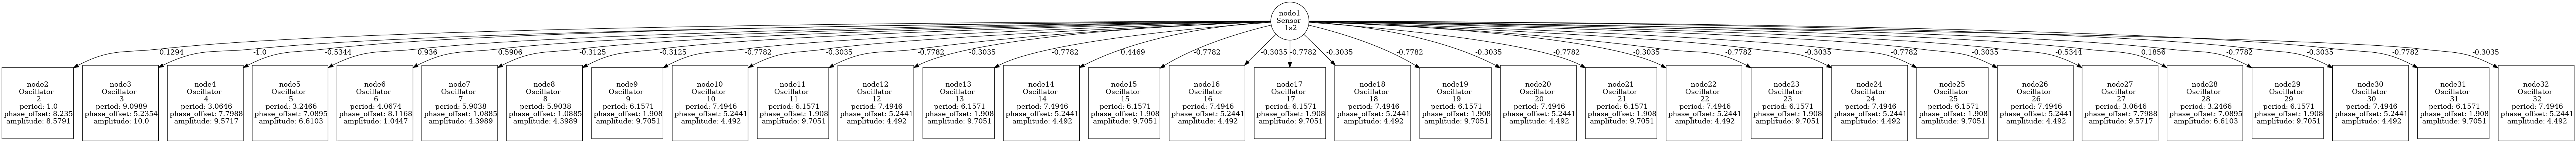 node1
Sensor
1s2
0.1294
-1.0
-0.5344
0.936
0.5906
-0.3125
-0.3125
-0.7782
-0.3035
-0.7782
-0.3035
-0.7782
0.4469
-0.7782
-0.3035
-0.7782
-0.3035
-0.7782
-0.3035
-0.7782
-0.3035
-0.7782
-0.3035
-0.7782
-0.3035
-0.5344
0.1856
-0.7782
-0.3035
-0.7782
-0.3035
node2
Oscillator
2
period: 1.0
phase_offset: 8.235
amplitude: 8.5791
node3
Oscillator
3
period: 9.0989
phase_offset: 5.2354
amplitude: 10.0
node4
Oscillator
4
period: 3.0646
phase_offset: 7.7988
amplitude: 9.5717
node5
Oscillator
5
period: 3.2466
phase_offset: 7.0895
amplitude: 6.6103
node6
Oscillator
6
period: 4.0674
phase_offset: 8.1168
amplitude: 1.0447
node7
Oscillator
7
period: 5.9038
phase_offset: 1.0885
amplitude: 4.3989
node8
Oscillator
8
period: 5.9038
phase_offset: 1.0885
amplitude: 4.3989
node9
Oscillator
9
period: 6.1571
phase_offset: 1.908
amplitude: 9.7051
node10
Oscillator
10
period: 7.4946
phase_offset: 5.2441
amplitude: 4.492
node11
Oscillator
11
period: 6.1571
phase_offset: 1.908
amplitude: 9.7051
node12
Oscillator
12
period: 7.4946
phase_offset: 5.2441
amplitude: 4.492
node13
Oscillator
13
period: 6.1571
phase_offset: 1.908
amplitude: 9.7051
node14
Oscillator
14
period: 7.4946
phase_offset: 5.2441
amplitude: 4.492
node15
Oscillator
15
period: 6.1571
phase_offset: 1.908
amplitude: 9.7051
node16
Oscillator
16
period: 7.4946
phase_offset: 5.2441
amplitude: 4.492
node17
Oscillator
17
period: 6.1571
phase_offset: 1.908
amplitude: 9.7051
node18
Oscillator
18
period: 7.4946
phase_offset: 5.2441
amplitude: 4.492
node19
Oscillator
19
period: 6.1571
phase_offset: 1.908
amplitude: 9.7051
node20
Oscillator
20
period: 7.4946
phase_offset: 5.2441
amplitude: 4.492
node21
Oscillator
21
period: 6.1571
phase_offset: 1.908
amplitude: 9.7051
node22
Oscillator
22
period: 7.4946
phase_offset: 5.2441
amplitude: 4.492
node23
Oscillator
23
period: 6.1571
phase_offset: 1.908
amplitude: 9.7051
node24
Oscillator
24
period: 7.4946
phase_offset: 5.2441
amplitude: 4.492
node25
Oscillator
25
period: 6.1571
phase_offset: 1.908
amplitude: 9.7051
node26
Oscillator
26
period: 7.4946
phase_offset: 5.2441
amplitude: 4.492
node27
Oscillator
27
period: 3.0646
phase_offset: 7.7988
amplitude: 9.5717
node28
Oscillator
28
period: 3.2466
phase_offset: 7.0895
amplitude: 6.6103
node29
Oscillator
29
period: 6.1571
phase_offset: 1.908
amplitude: 9.7051
node30
Oscillator
30
period: 7.4946
phase_offset: 5.2441
amplitude: 4.492
node31
Oscillator
31
period: 6.1571
phase_offset: 1.908
amplitude: 9.7051
node32
Oscillator
32
period: 7.4946
phase_offset: 5.2441
amplitude: 4.492